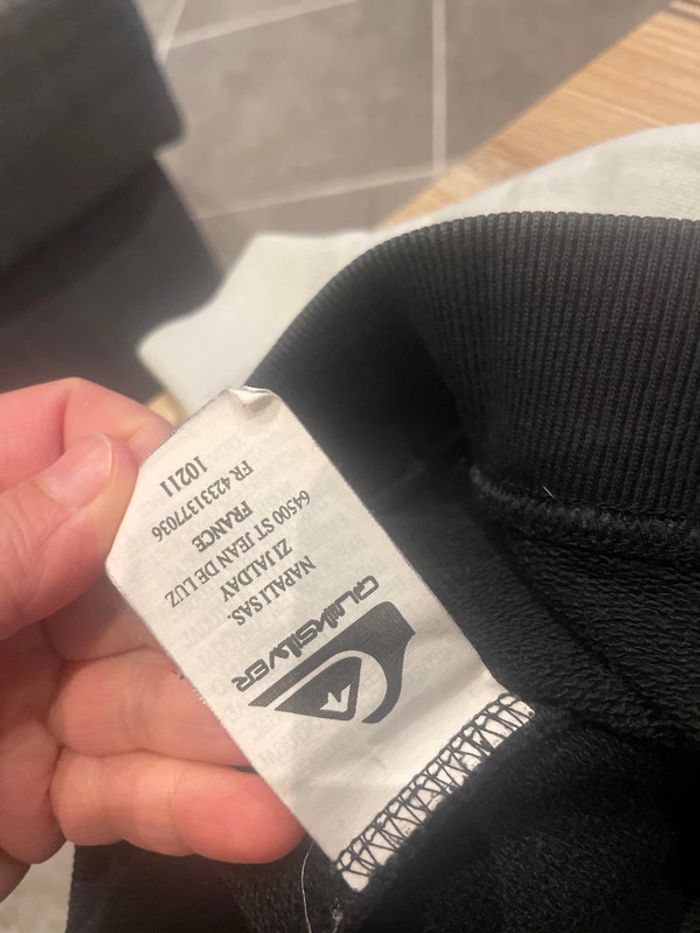 QUIKSILVER
NAPALI SAS.
ZI JALDAY
64500 ST JEAN DE LUZ
FRANCE
FR 42331377036
10211